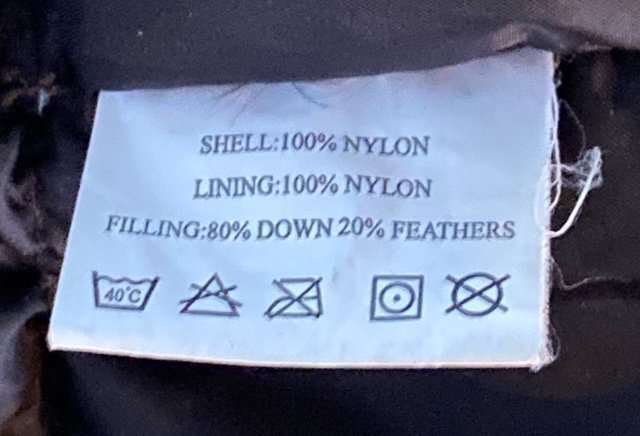 SHELL:100% NYLON
LINING:100% NYLON
FILLING:80% DOWN 20% FEATHERS
40°C